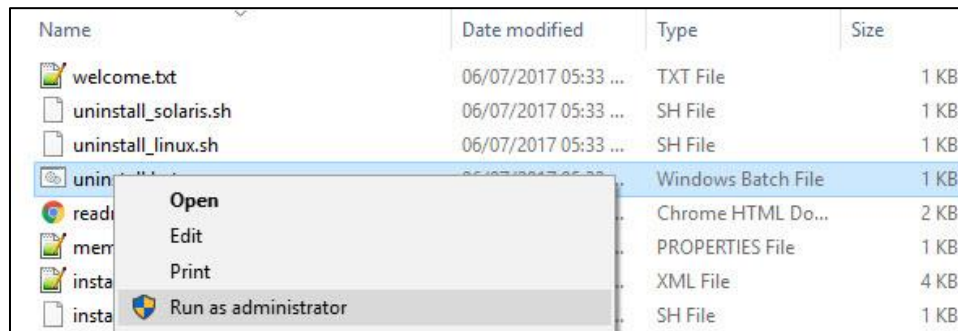 Name Date modified Type Size
welcome.txt 06/07/2017 05:33 ... TXT File 1 KB
uninstall_solaris.sh 06/07/2017 05:33 ... SH File 1 KB
uninstall_linux.sh 06/07/2017 05:33 ... SH File 1 KB
Windows Batch File 1 KB
Open
Chrome HTML Do... 2 KB
Edit
PROPERTIES File 1 KB
Print
XML File 4 KB
Run as administrator
SH File 1 KB